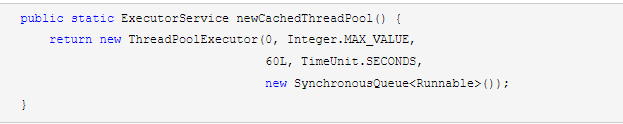 public static ExecutorService newCachedThreadPool() {
return new ThreadPoolExecutor(0, Integer.MAX_VALUE,
60L, TimeUnit.SECONDS,
new SynchronousQueue<Runnable>());
}